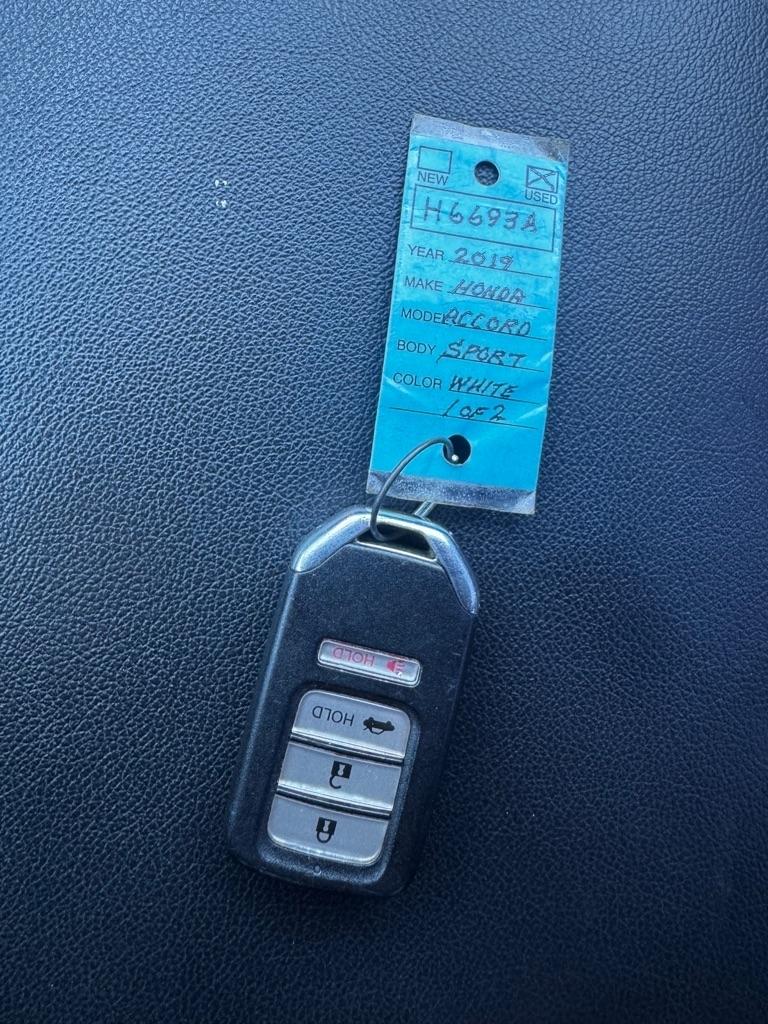 NEW USED
H6693A
YEAR 2019
MAKE HONDA
MODEL ACCORD
BODY SPORT
COLOR WHITE
1 OF 2
HOLD
HOLD